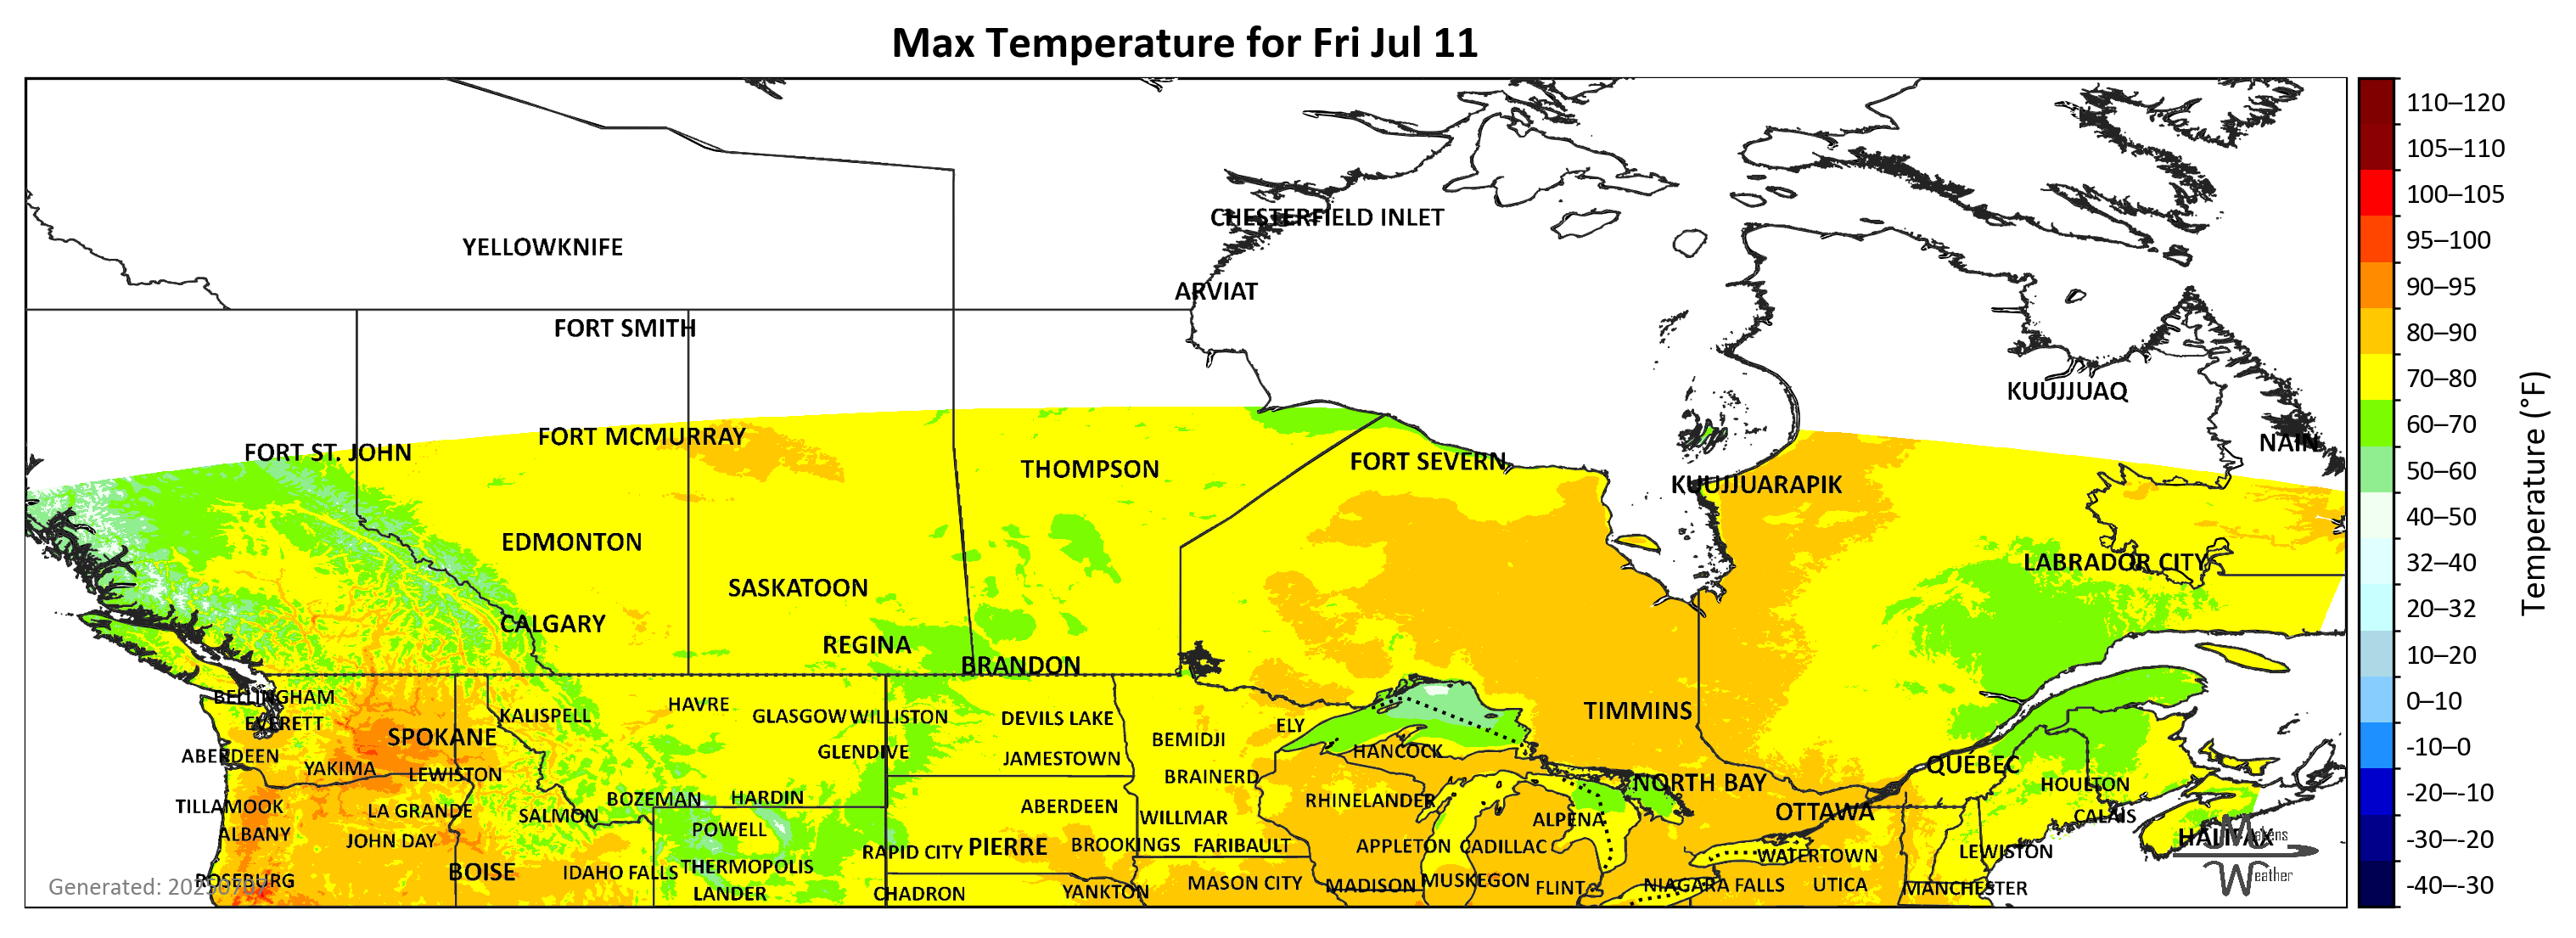 Max Temperature for Fri Jul 11
110–120
105–110
100–105
95–100
90–95
80–90
70–80
60–70
50–60
40–50
32–40
20–32
10–20
0–10
-10–0
-20–-10
-30–-20
-40–-30
Temperature (°F)
CHESTERFIELD INLET
YELLOWKNIFE
ARVIAT
FORT SMITH
KUUJJUAQ
NAIN
FORT MCMURRAY
FORT ST. JOHN
THOMPSON
FORT SEVERN
KUUJJUARAPIK
EDMONTON
LABRADOR CITY
SASKATOON
CALGARY
REGINA
BRANDON
BELLINGHAM
HAVRE
KALISPELL
GLASGOW
WILLISTON
DEVILS LAKE
TIMMINS
EVERETT
ELY
SPOKANE
BEMIDJI
HANCOCK
GLENDIVE
ABERDEEN
JAMESTOWN
QUÉBEC
YAKIMA
LEWISTON
BRAINERD
NORTH BAY
HOULTON
BOZEMAN
HARDIN
RHINELANDER
TILLAMOOK
LA GRANDE
ABERDEEN
SALMON
WILLMAR
OTTAWA
CALAIS
ALPENA
POWELL
ALBANY
JOHN DAY
HALIFAX
PIERRE
BROOKINGS
FARIBAULT
APPLETON
CADILLAC
RAPID CITY
WATERTOWN
LEWISTON
BOISE
IDAHO FALLS
THERMOPOLIS
ROSEBURG
MUSKEGON
MASON CITY
MADISON
FLINT
NIAGARA FALLS
UTICA
MANCHESTER
LANDER
CHADRON
YANKTON
Generated:
Weather